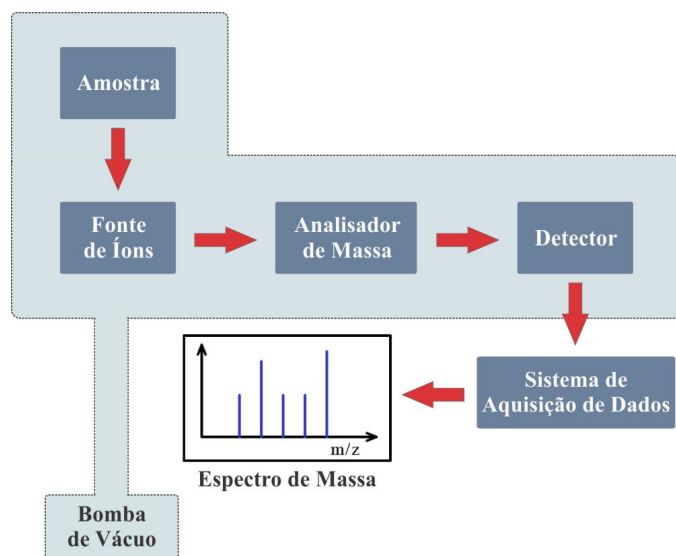 Amostra
Fonte
de Íons
Analisador
de Massa
Detector
Sistema de
Aquisição de Dados
m/z
Espectro de Massa
Bomba
de Vácuo